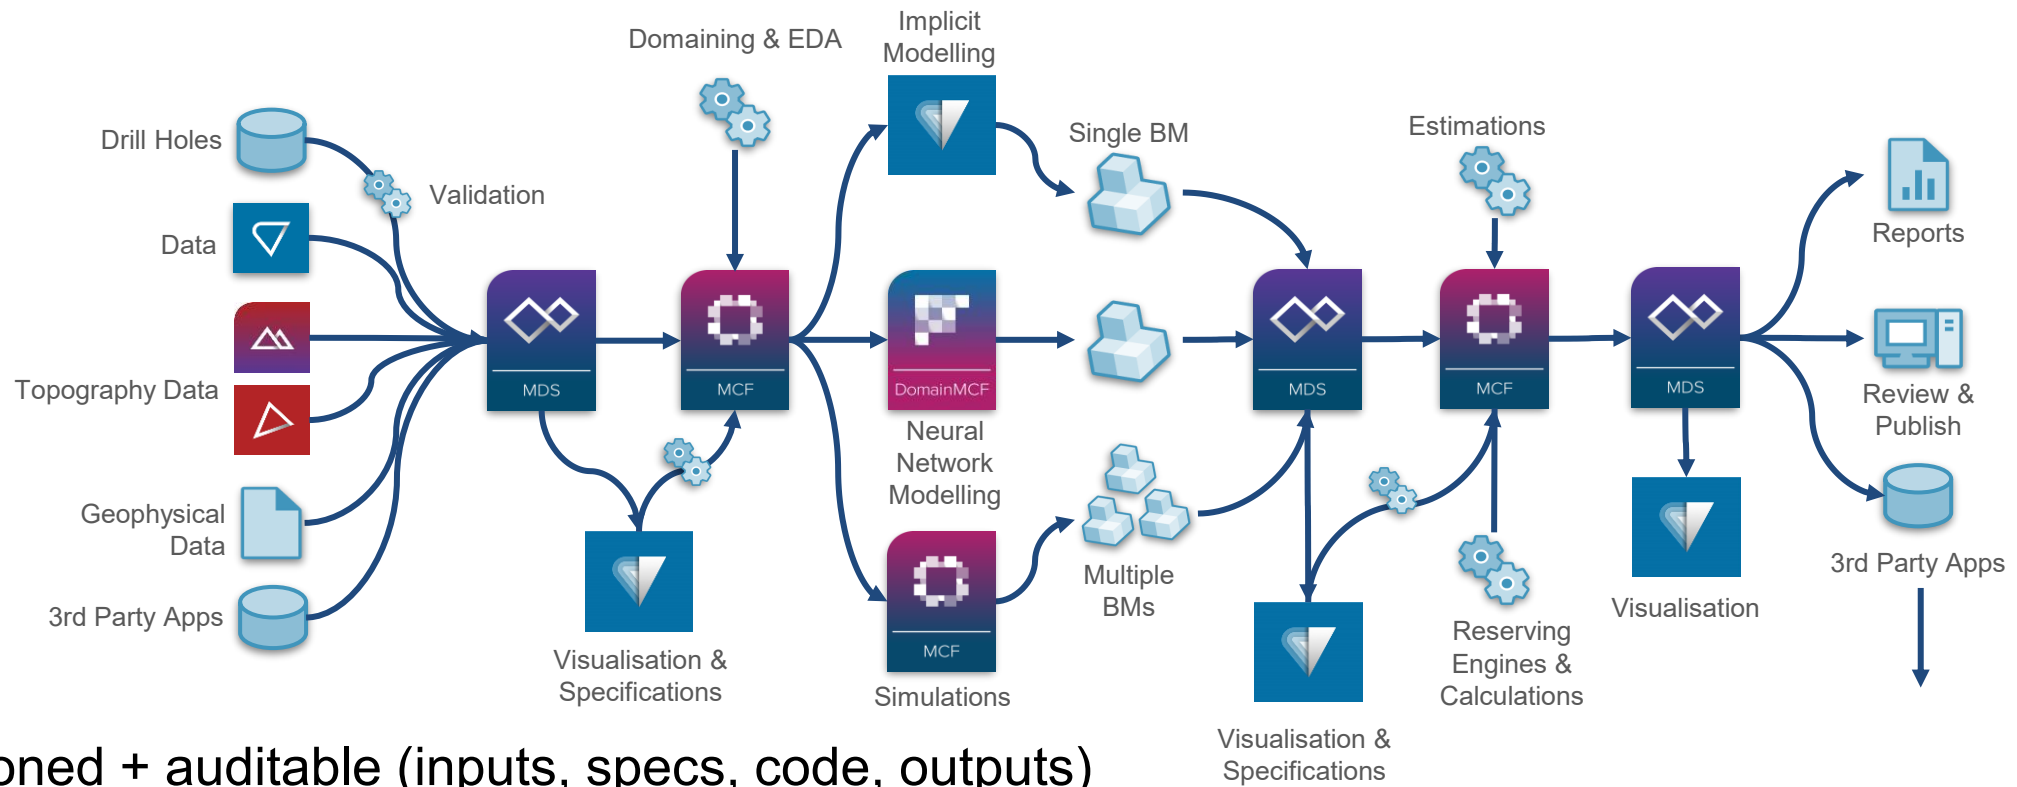 Implicit
Modelling
Domaining & EDA
Drill Holes
Validation
Single BM
Estimations
Data
Reports
Topography Data
MDS
MCF
DomainMCF
MDS
MCF
MDS
Neural
Network
Modelling
Review &
Publish
Geophysical
Data
3rd Party Apps
Visualisation &
Specifications
MCF
Simulations
Multiple
BMs
Visualisation &
Specifications
Reserving
Engines &
Calculations
Visualisation
3rd Party Apps
oned + auditable (inputs, specs, code, outputs)